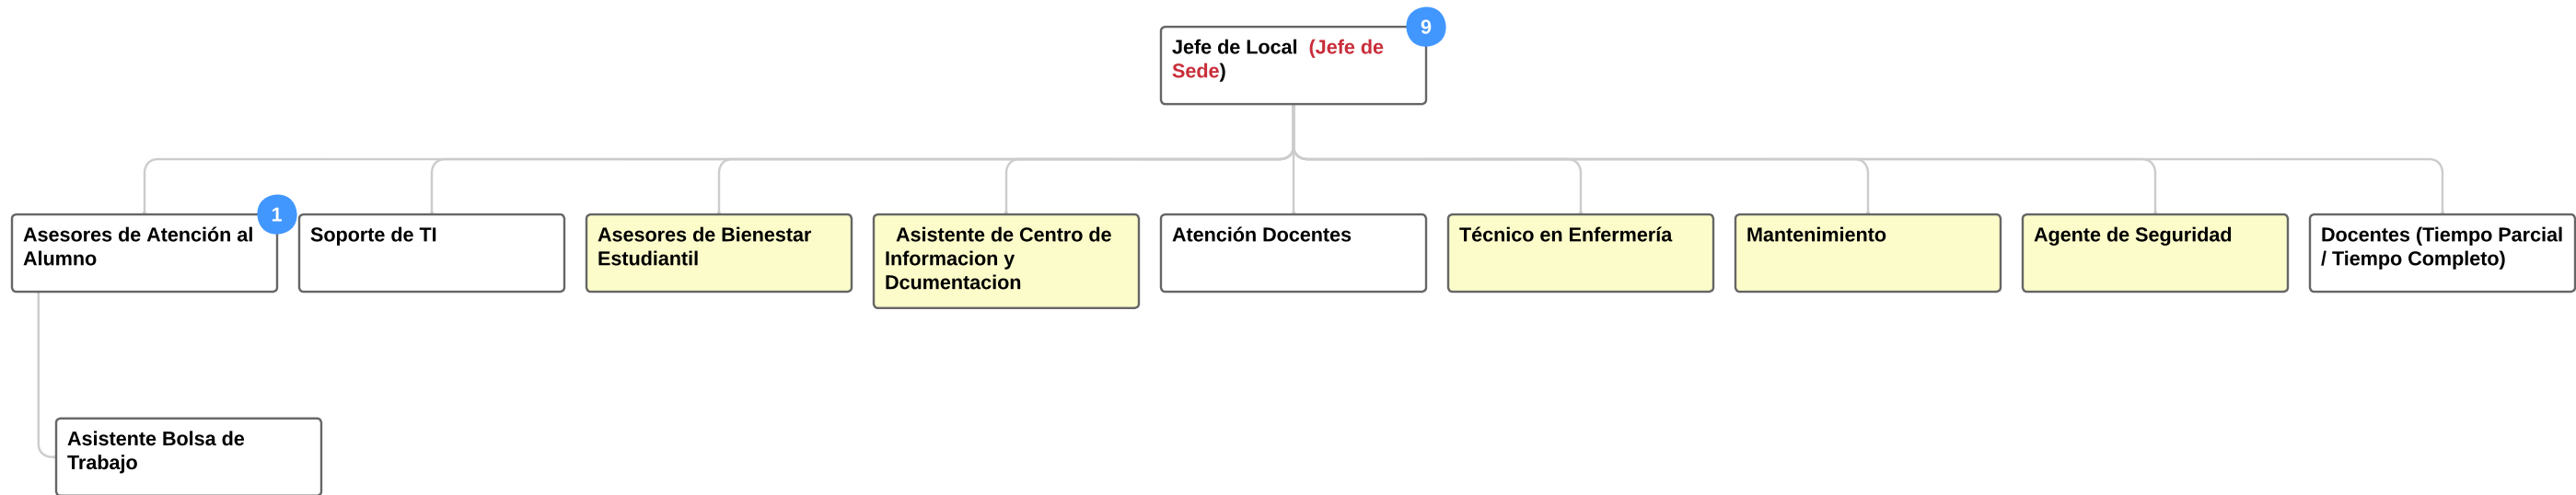 9
Jefe de Local (Jefe de
Sede)
1
Asesores de Atención al
Alumno
Soporte de TI
Asesores de Bienestar
Estudiantil
Asistente de Centro de
Informacion y
Dcumentacion
Atención Docentes
Técnico en Enfermería
Mantenimiento
Agente de Seguridad
Docentes (Tiempo Parcial
/ Tiempo Completo)
Asistente Bolsa de
Trabajo